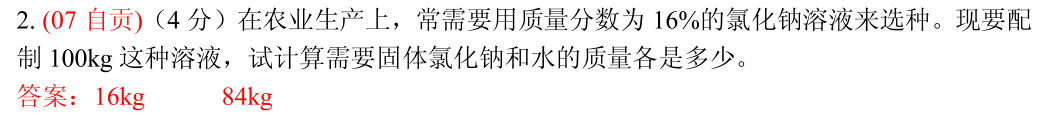 2. (07 自贡)（4 分）在农业生产上，常需要用质量分数为 16%的氯化钠溶液来选种。现要配
制 100kg 这种溶液，试计算需要固体氯化钠和水的质量各是多少。
答案：16kg 84kg